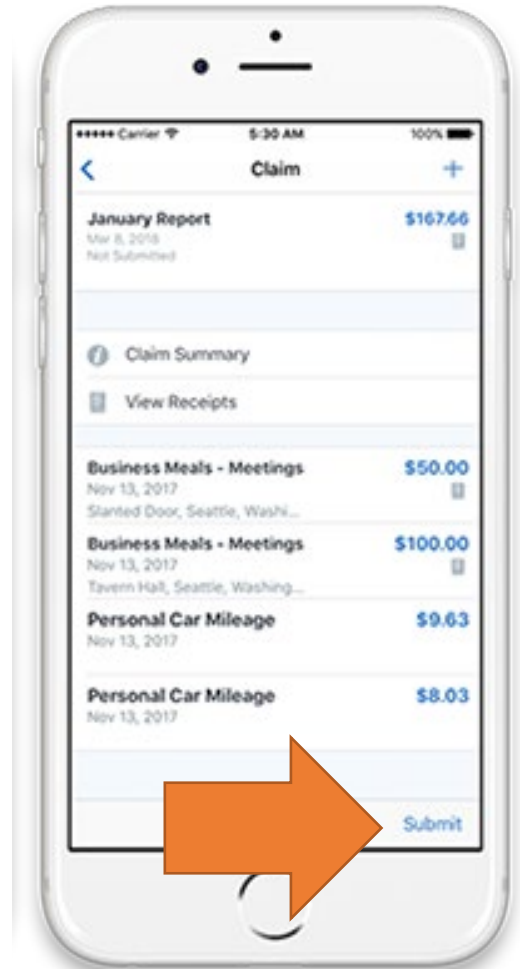 Carrier 5:30 AM 100%
Claim
January Report $167.66
Mar 8, 2018
Not Submitted
Claim Summary
View Receipts
Business Meals - Meetings $50.00
Nov 13, 2017
Slanted Door, Seattle, Washi...
Business Meals - Meetings $100.00
Nov 13, 2017
Tavern Hall, Seattle, Washing...
Personal Car Mileage $9.63
Nov 13, 2017
Personal Car Mileage $8.03
Nov 13, 2017
Submit